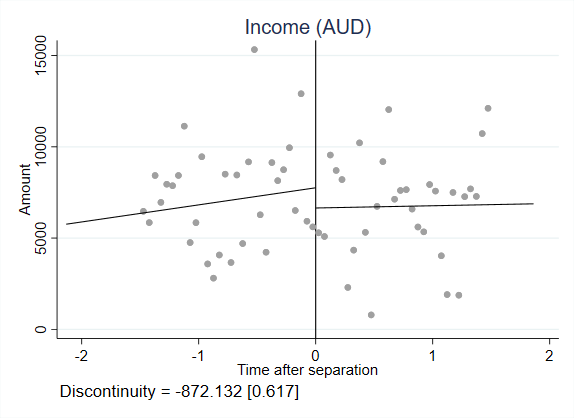 Income (AUD)
15000
10000
5000
0
Amount
-2 -1 0 1 2
Time after separation
Discontinuity = -872.132 [0.617]